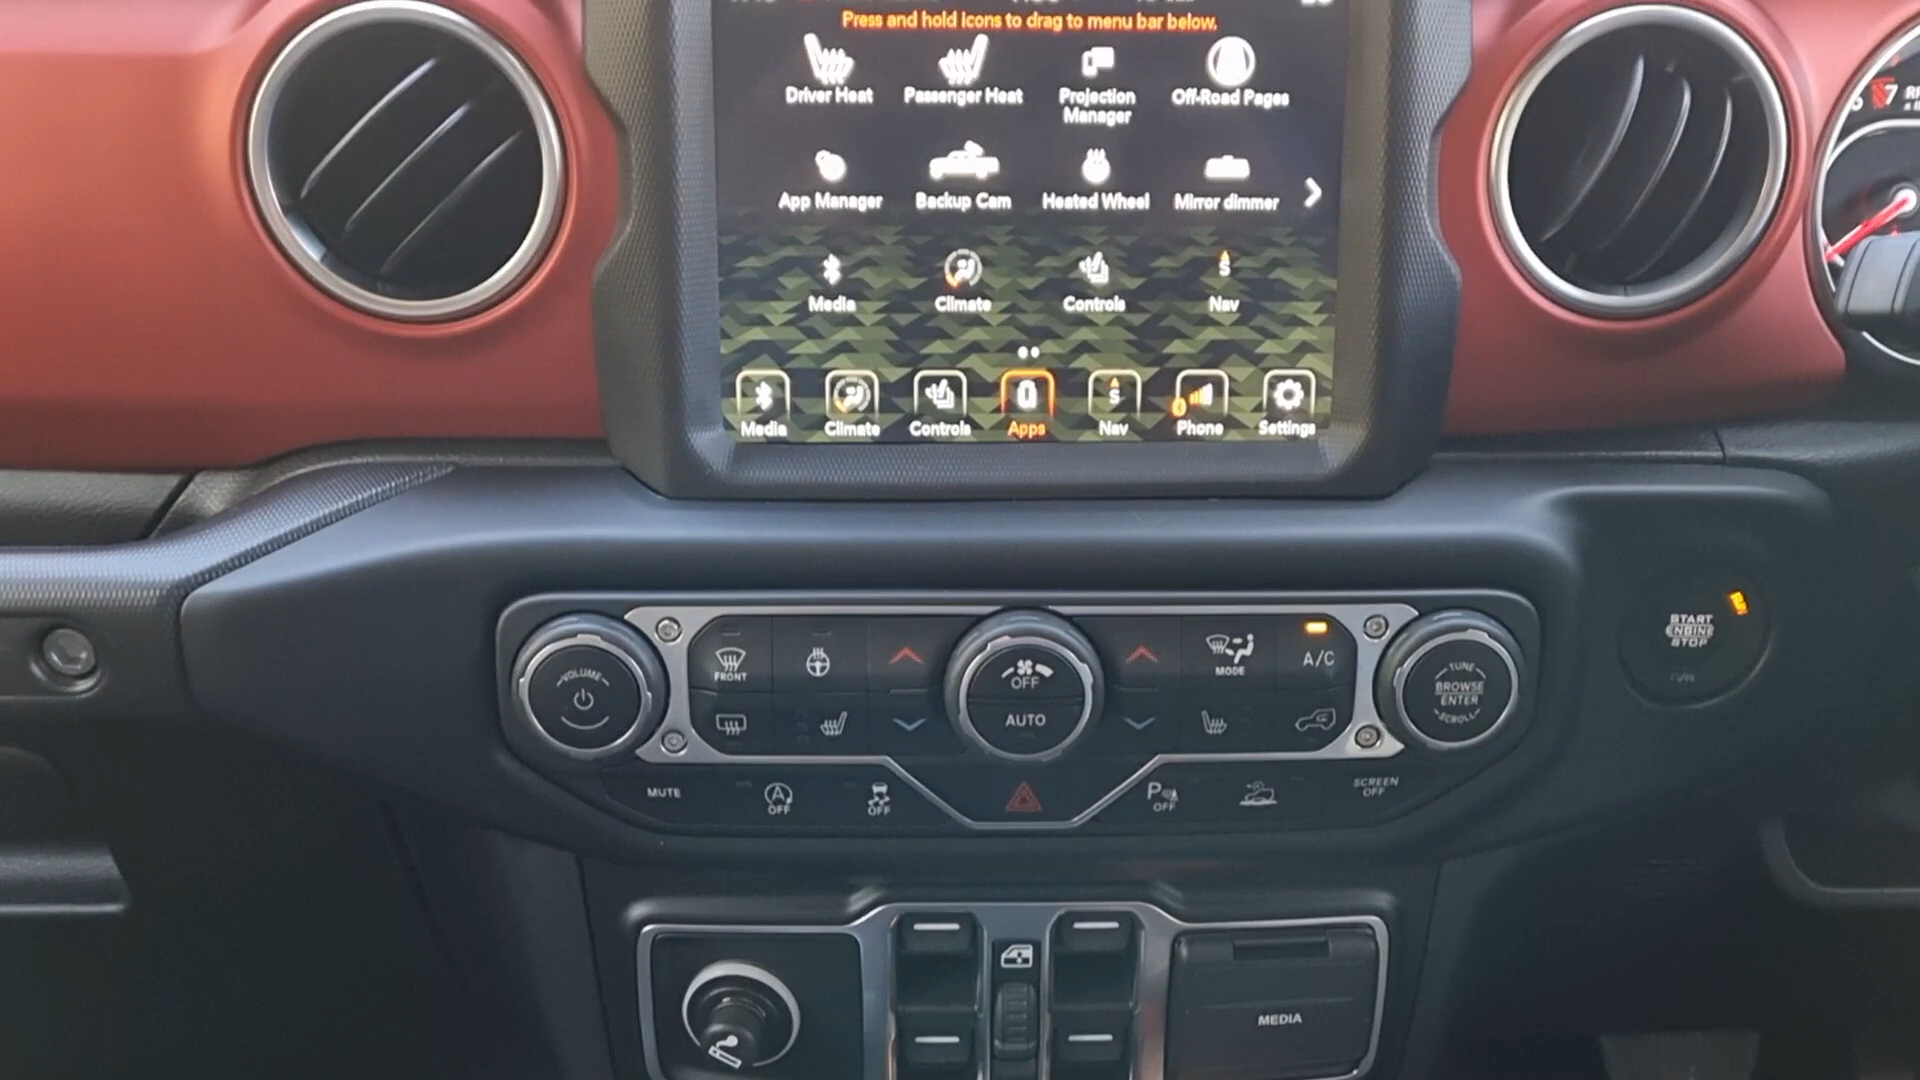 Press and hold icons to drag to menu bar below.
Driver Heat
Passenger Heat
Projection
Manager
Off-Road Pages
App Manager
Backup Cam
Heated Wheel
Mirror dimmer
Media
Climate
Controls
S
Nav
Media
Climate
Controls
Apps
S
Nav
Phone
Settings
7
START
ENGINE
STOP
RUN
VOLUME
FRONT
OFF
AUTO
MODE
A/C
TUNE
BROWSE
ENTER
SCROLL
MUTE
A
OFF
OFF
P
OFF
SCREEN
OFF
MEDIA